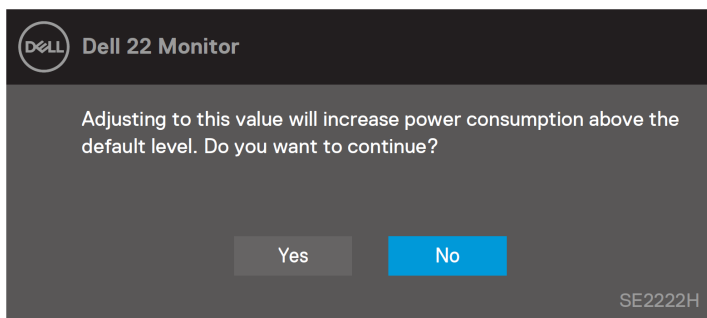 DELL Dell 22 Monitor
Adjusting to this value will increase power consumption above the
default level. Do you want to continue?
Yes No
SE2222H